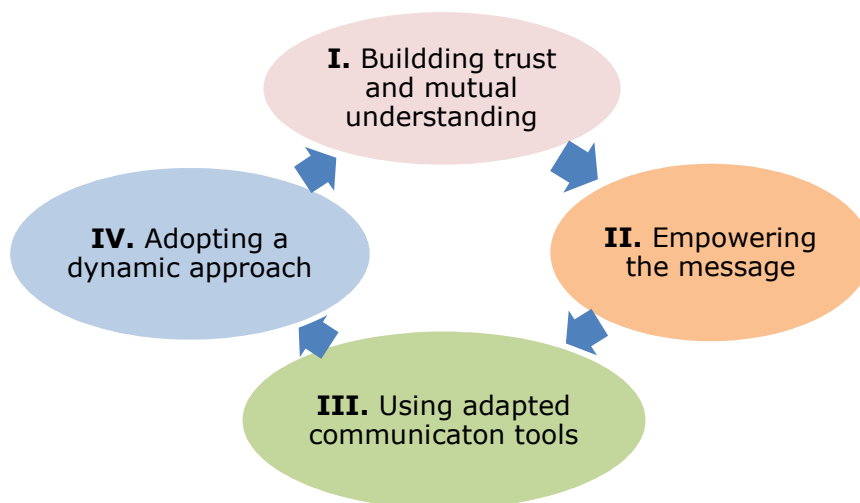 I. Buildding trust
and mutual
understanding
II. Empowering
the message
III. Using adapted
communicaton tools
IV. Adopting a
dynamic approach